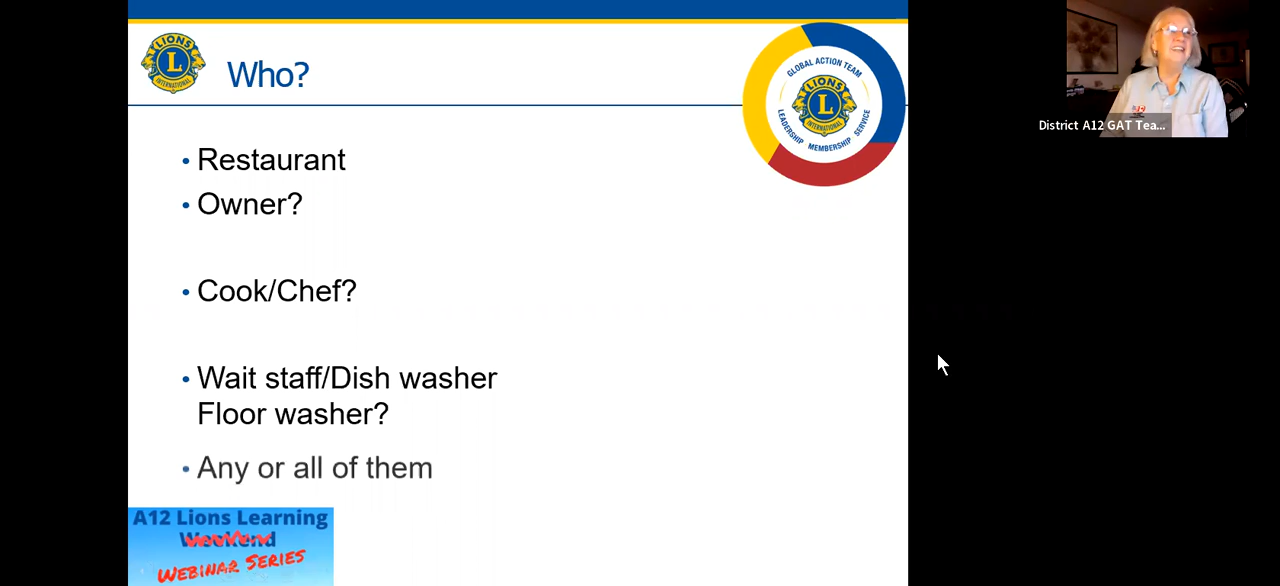 LIONS
L
INTERNATIONAL
Who?
GLOBAL ACTION TEAM
LIONS
L
INTERNATIONAL
LEADERSHIP MEMBERSHIP SERVICE
District A12 GAT Tea...
• Restaurant
• Owner?
• Cook/Chef?
• Wait staff/Dish washer
Floor washer?
• Any or all of them
A12 Lions Learning
Weekend
WEBINAR SERIES